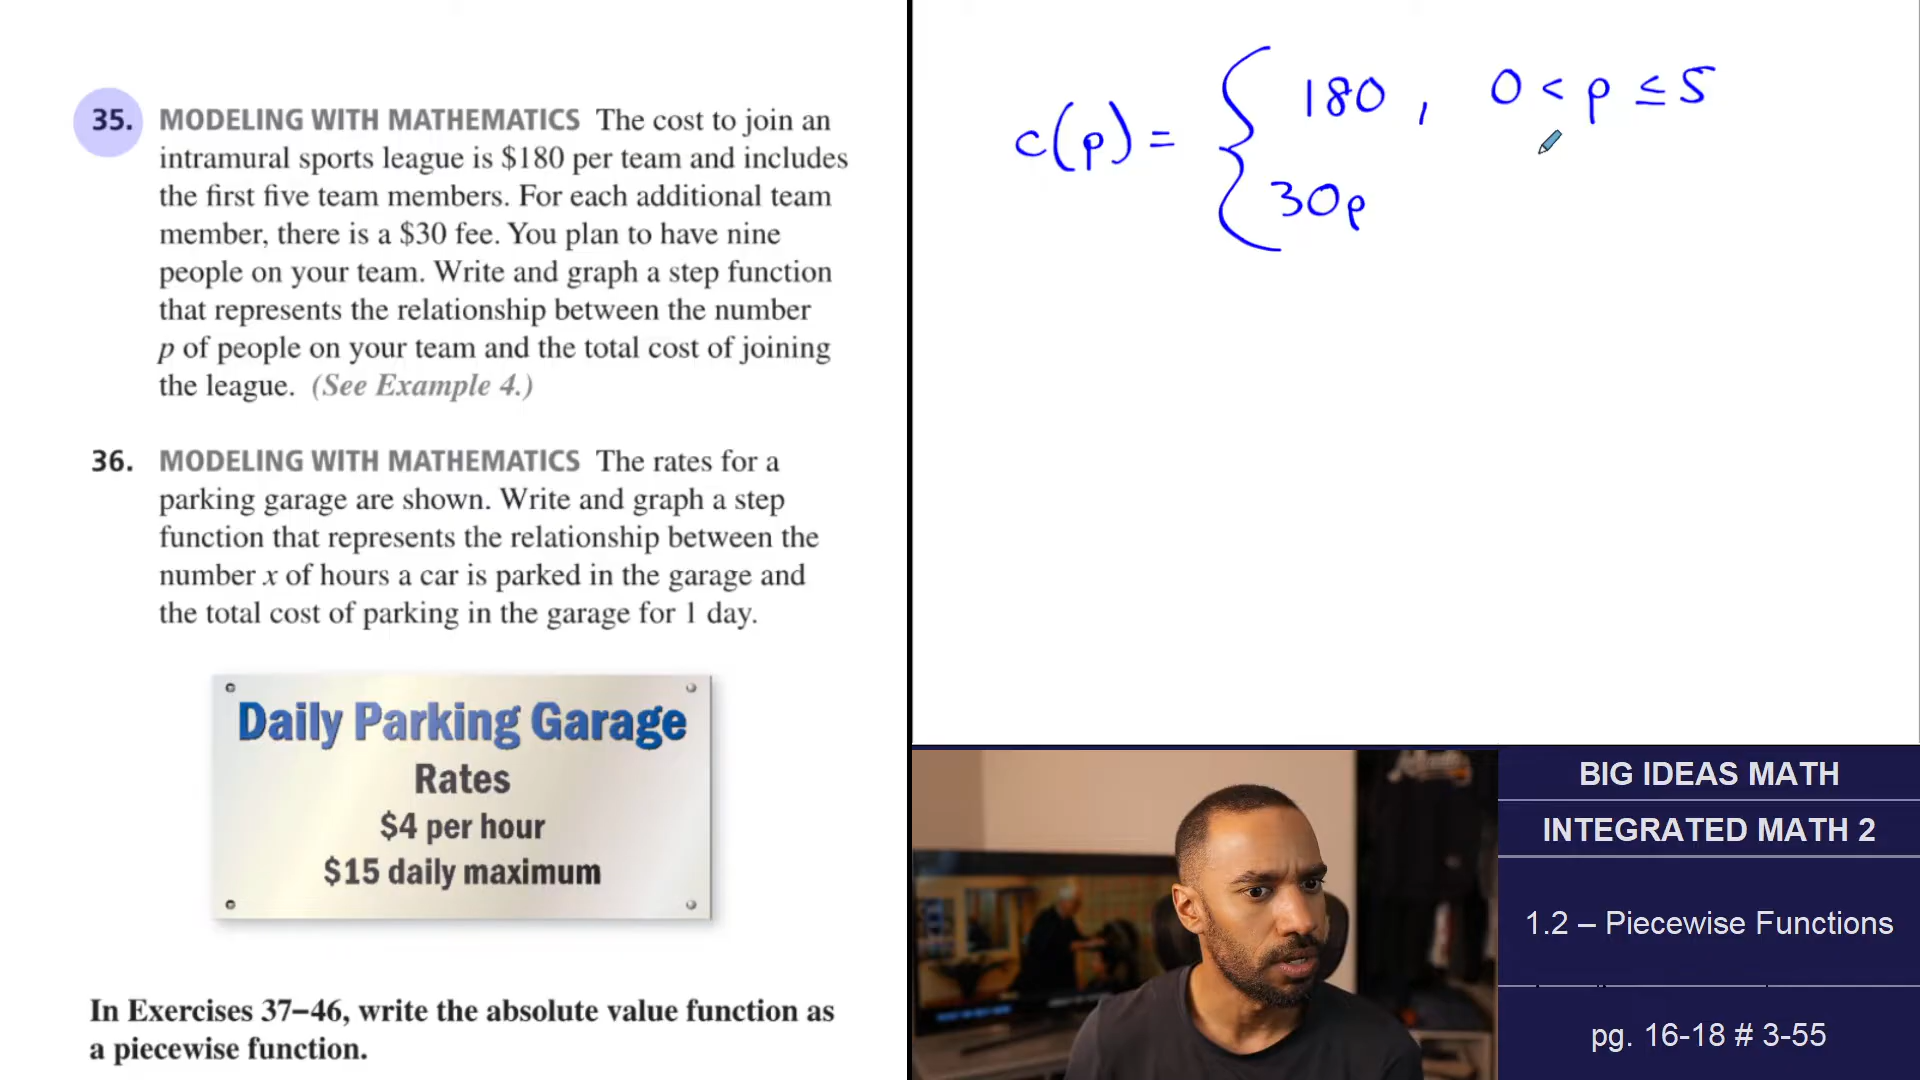 35. MODELING WITH MATHEMATICS The cost to join an
intramural sports league is $180 per team and includes
the first five team members. For each additional team
member, there is a $30 fee. You plan to have nine
people on your team. Write and graph a step function
that represents the relationship between the number
p of people on your team and the total cost of joining
the league. (See Example 4.)
36. MODELING WITH MATHEMATICS The rates for a
parking garage are shown. Write and graph a step
function that represents the relationship between the
number x of hours a car is parked in the garage and
the total cost of parking in the garage for 1 day.
Daily Parking Garage
Rates
$4 per hour
$15 daily maximum
In Exercises 37–46, write the absolute value function as
a piecewise function.
c(p) = { 180 , 0 < p ≤ 5
30p
BIG IDEAS MATH
INTEGRATED MATH 2
1.2 – Piecewise Functions
pg. 16-18 # 3-55